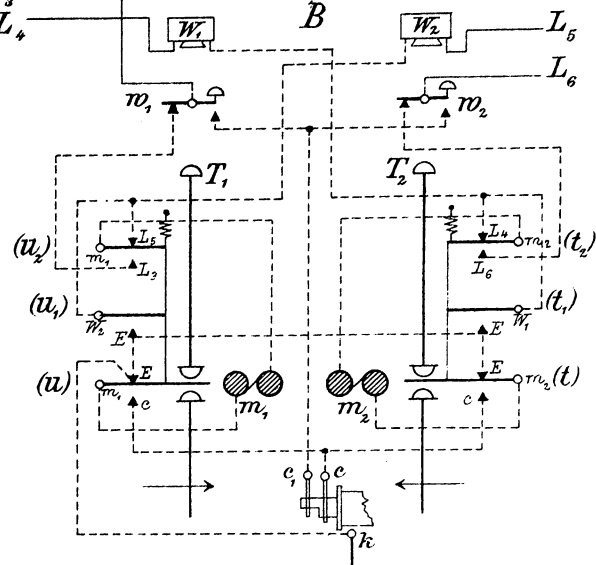 3
L₄ W₁ B W₂ L₅
L₆
w₁ w₂
T₁ T₂
(u₂) m₁ L₅ L₄ m₂ (t₂)
L₃ L₆
(u₁) W₂ W₁ (t₁)
E E
(u) m₁ E m₁ m₂ E m₂ (t)
c c
c₁ c
k